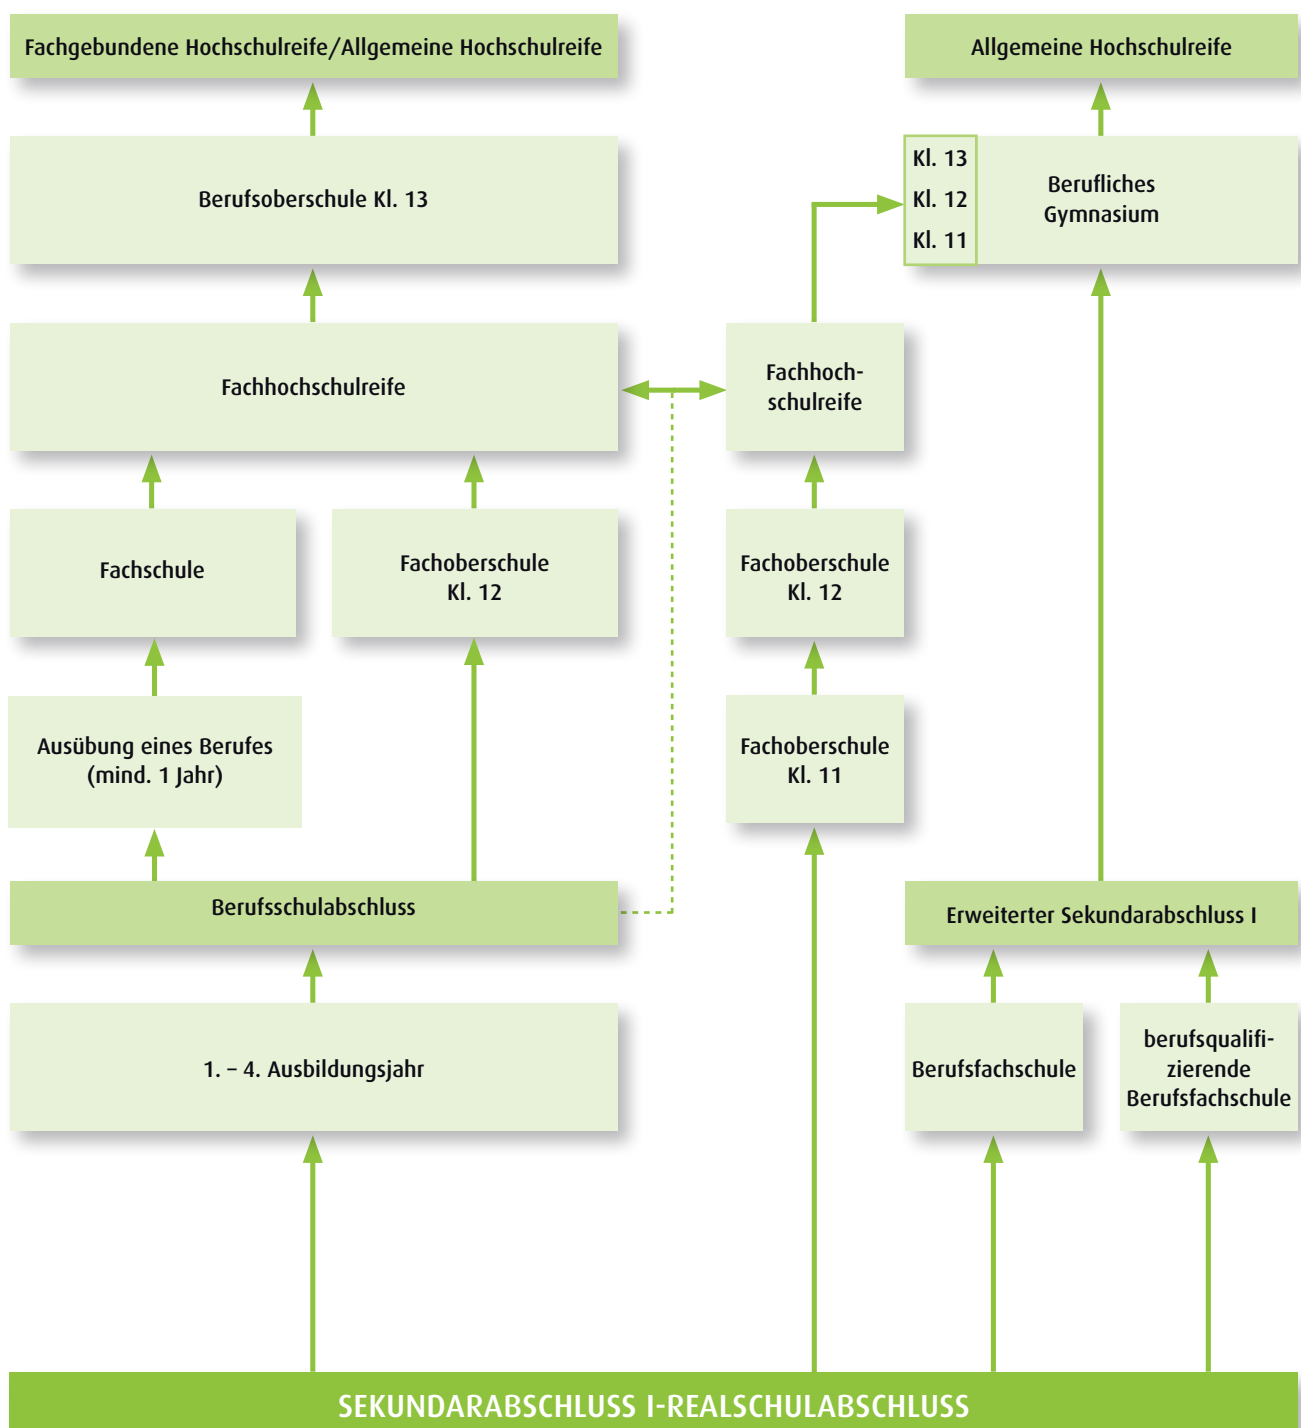 Fachgebundene Hochschulreife/Allgemeine Hochschulreife
Allgemeine Hochschulreife
Berufsoberschule Kl. 13
Kl. 13
Kl. 12
Kl. 11
Berufliches
Gymnasium
Fachhochschulreife
Fachhoch-
schulreife
Fachschule
Fachoberschule
Kl. 12
Fachoberschule
Kl. 12
Ausübung eines Berufes
(mind. 1 Jahr)
Fachoberschule
Kl. 11
Berufsschulabschluss
Erweiterter Sekundarabschluss I
1. – 4. Ausbildungsjahr
Berufsfachschule
berufsqualifi-
zierende
Berufsfachschule
SEKUNDARABSCHLUSS I-REALSCHULABSCHLUSS